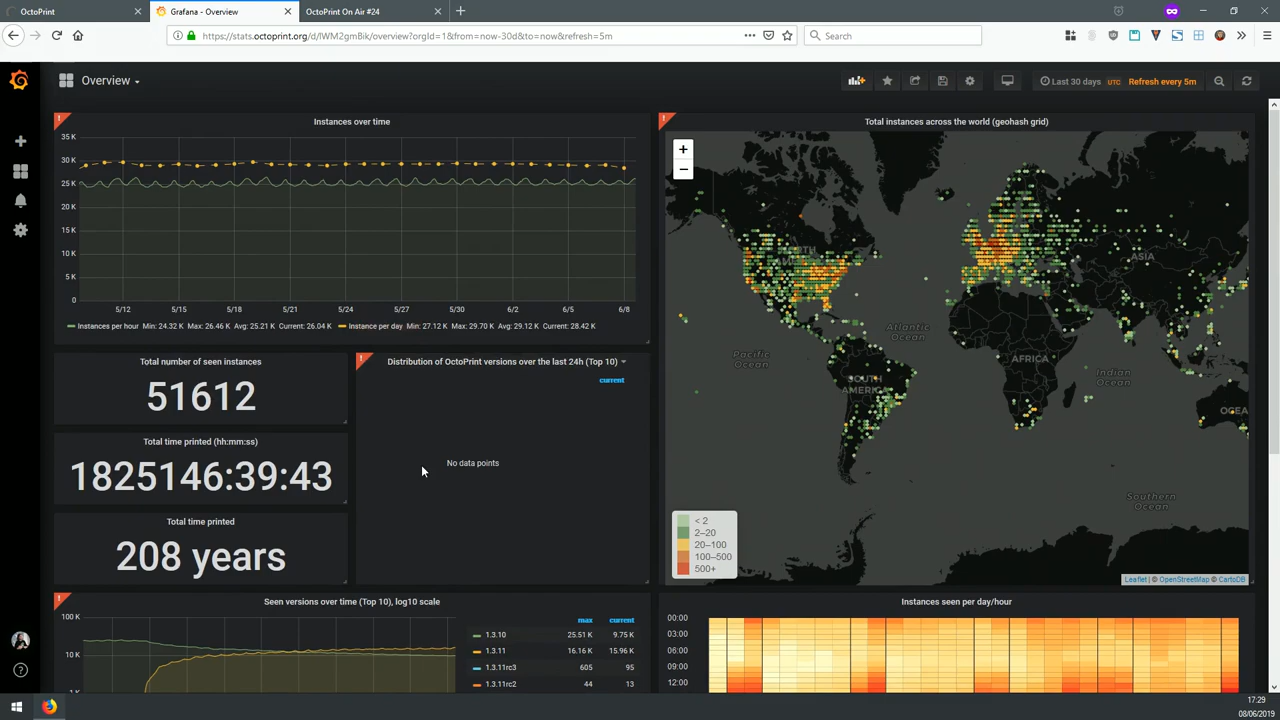 OctoPrint
Grafana - Overview
OctoPrint On Air #24
https://stats.octoprint.org/d/IWM2gmBik/overview?orgId=1&from=now-30d&to=now&refresh=5m
Search
Overview
Last 30 days UTC Refresh every 5m
Instances over time
35 K
30 K
25 K
20 K
15 K
10 K
5 K
0
5/12 5/15 5/18 5/21 5/24 5/27 5/30 6/2 6/5 6/8
Instances per hour Min: 24.32 K Max: 26.46 K Avg: 25.21 K Current: 26.04 K
Instance per day Min: 27.12 K Max: 29.70 K Avg: 29.12 K Current: 28.42 K
Total instances across the world (geohash grid)
+
−
NORTH
AMERICA
ASIA
Atlantic
Ocean
Pacific
Ocean
AFRICA
SOUTH
AMERICA
Indian
Ocean
OCEA
Southern
Ocean
< 2
2–20
20–100
100–500
500+
Leaflet | © OpenStreetMap © CartoDB
Total number of seen instances
51612
Total time printed (hh:mm:ss)
1825146:39:43
Total time printed
208 years
Distribution of OctoPrint versions over the last 24h (Top 10)
current
No data points
Seen versions over time (Top 10), log10 scale
100 K
10 K
1 K
max current
1.3.10 25.51 K 9.75 K
1.3.11 16.16 K 15.96 K
1.3.11rc3 605 95
1.3.11rc2 44 13
Instances seen per day/hour
00:00
03:00
06:00
09:00
12:00
17:29
08/06/2019